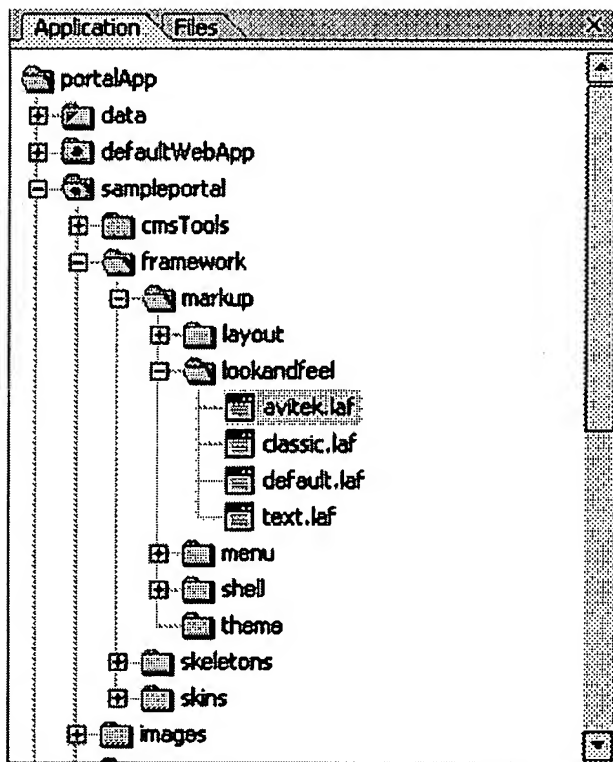 Application Files
portalApp
data
defaultWebApp
sampleportal
cmsTools
framework
markup
layout
lookandfeel
avitek.laf
classic.laf
default.laf
text.laf
menu
shell
theme
skeletons
skins
images